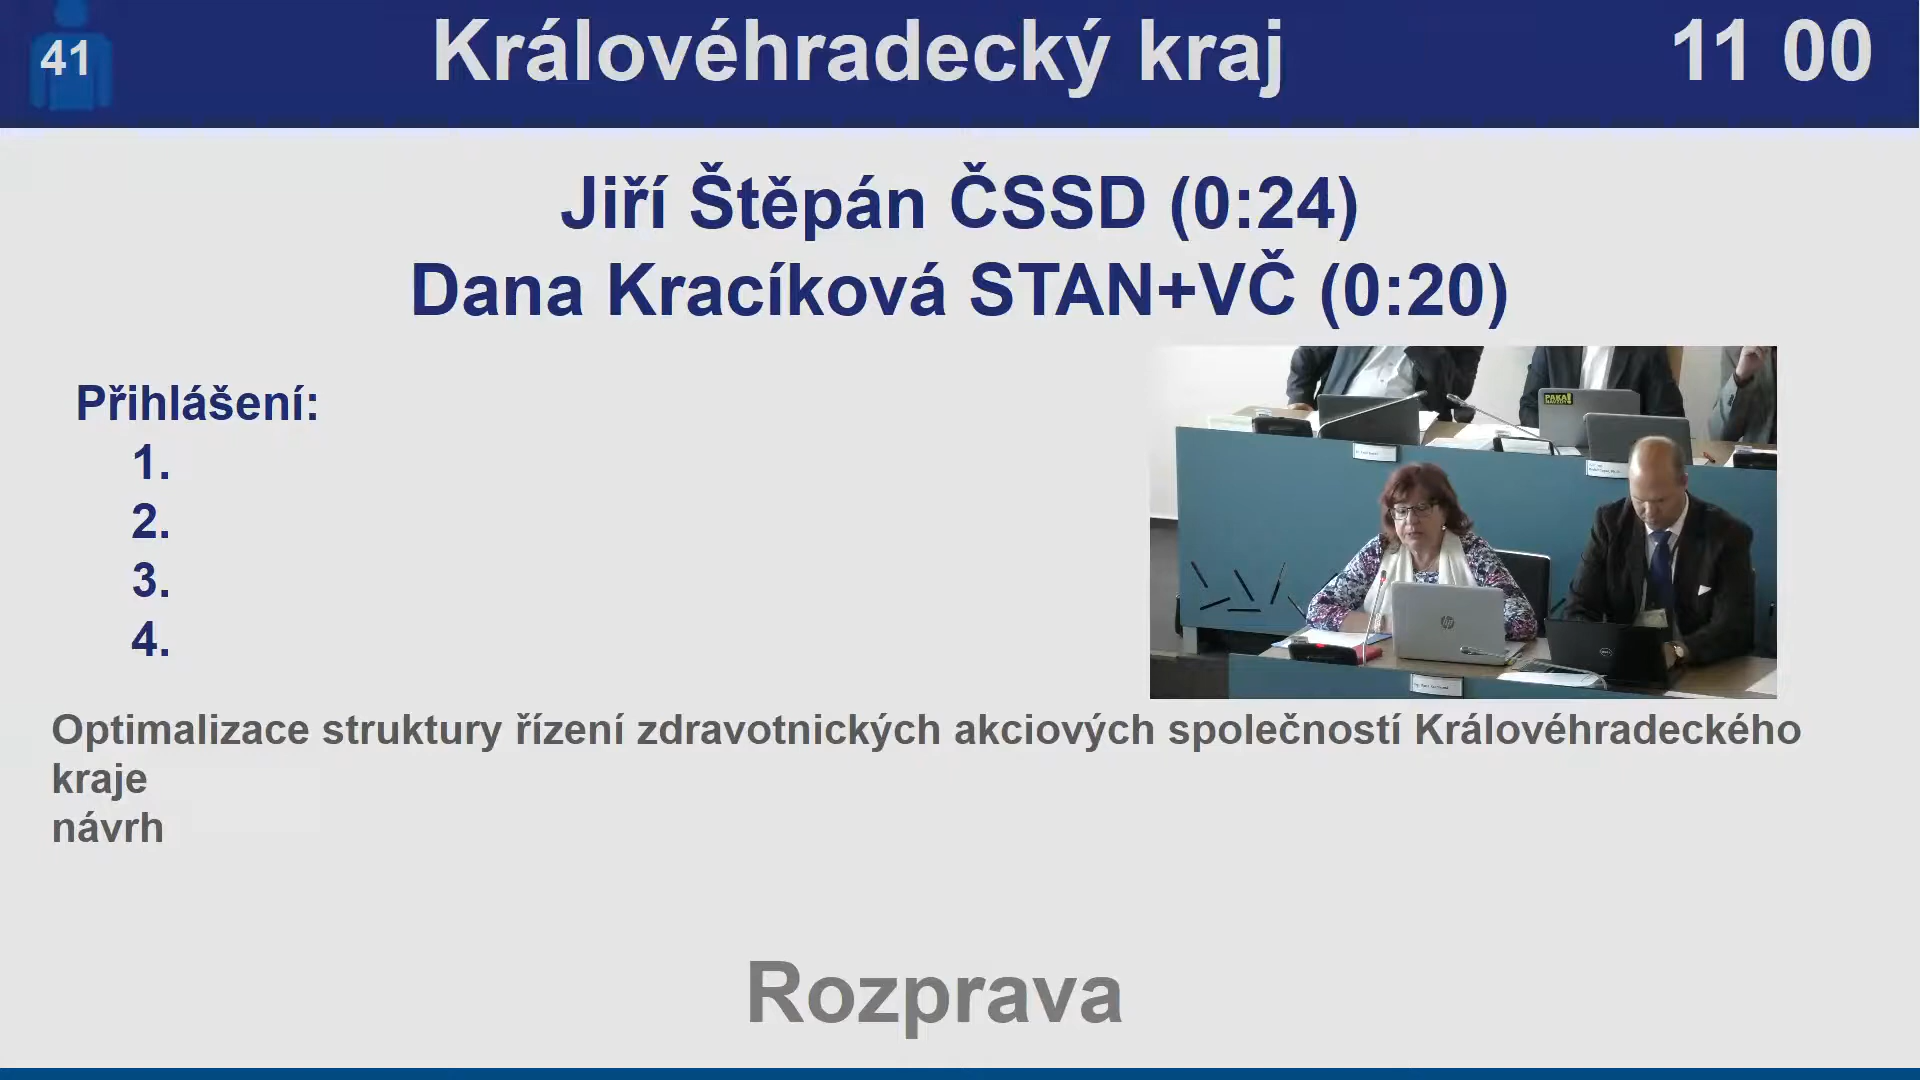 41
Královéhradecký kraj
11 00
Jiří Štěpán ČSSD (0:24)
Dana Kracíková STAN+VČ (0:20)
Přihlášení:
1.
2.
3.
4.
Optimalizace struktury řízení zdravotnických akciových společností Královéhradeckého
kraje
návrh
Rozprava